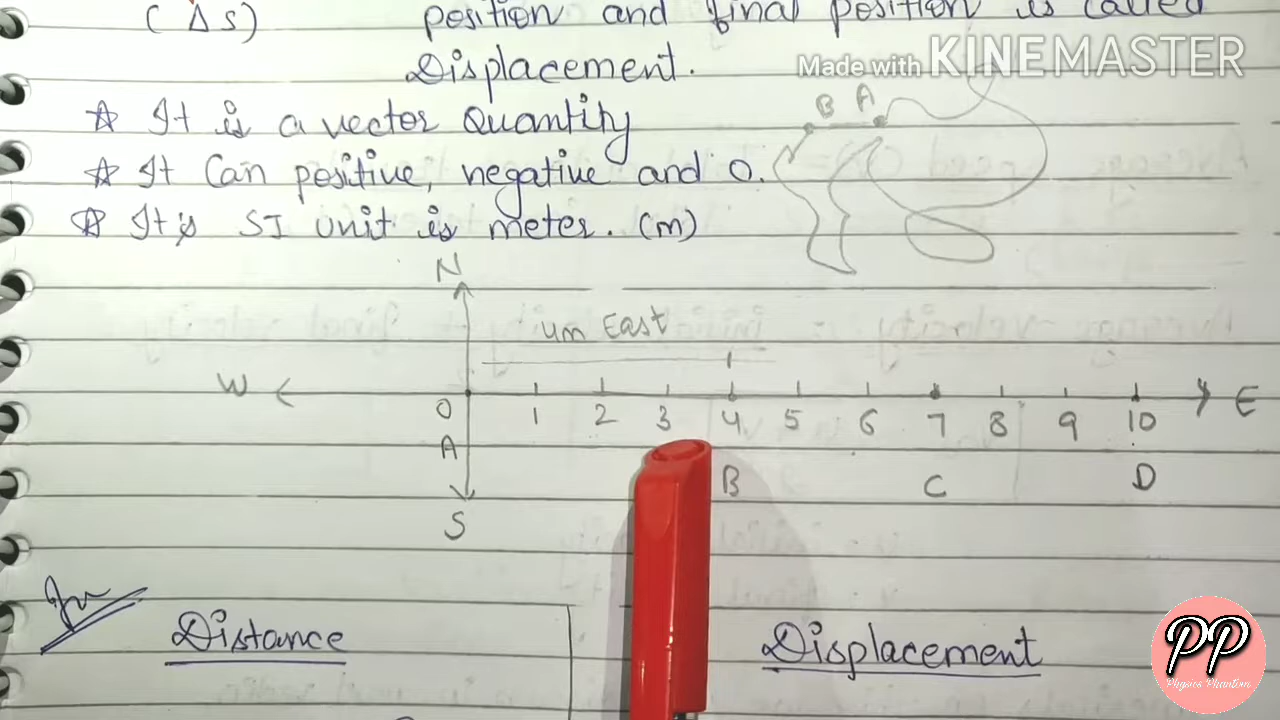 (Δs) position and final position is called
Displacement.
Made with KINEMASTER
B A
☆ It is a vector Quantity
☆ It Can positive, negative and 0.
☆ It's SI unit is meter. (m)
N
4m East
W E
0 1 2 3 4 5 6 7 8 9 10
A B C D
S
Distance Displacement
PP
Physics Phantom